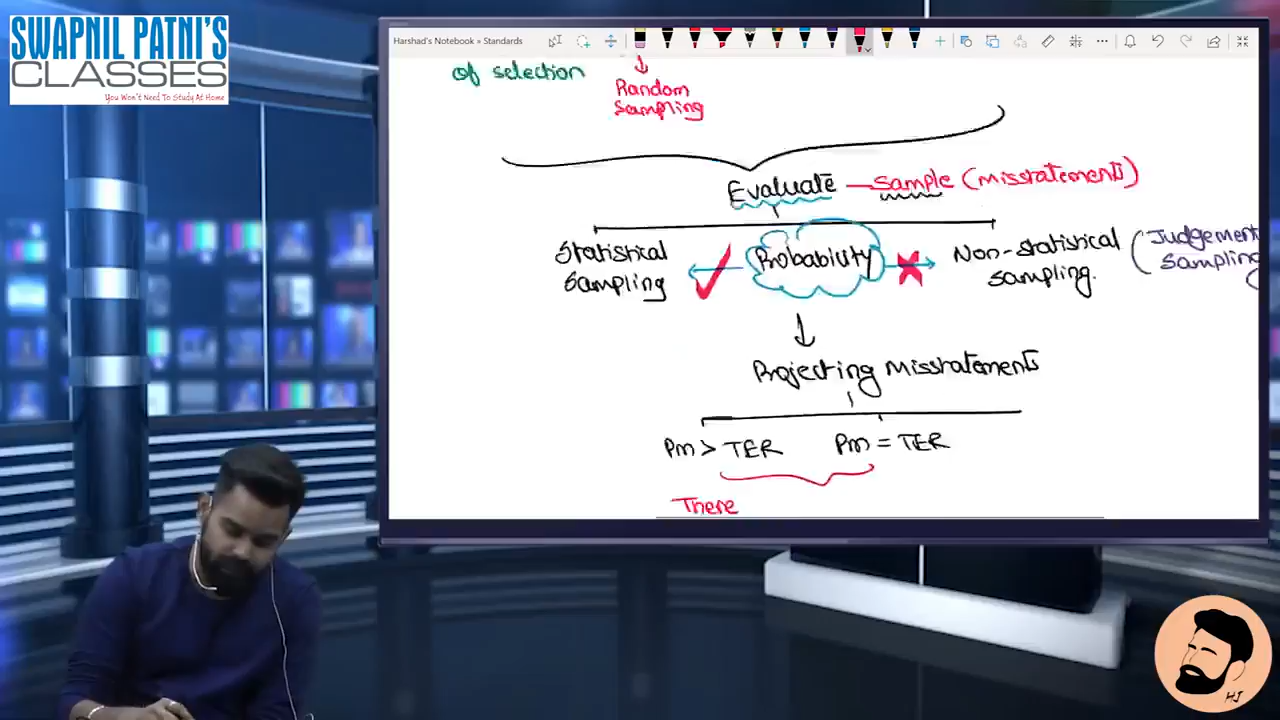 SWAPNIL PATNI'S
CLASSES
You Won't Need To Study At Home
Harshad's Notebook » Standards
of selection
Random
Sampling
Evaluate — Sample (Misstatements)
Statistical
Sampling
Probability
Non-statistical
Sampling.
(Judgement
Sampling
Projecting Misstatements
Pm > TER
Pm = TER
There
HJ